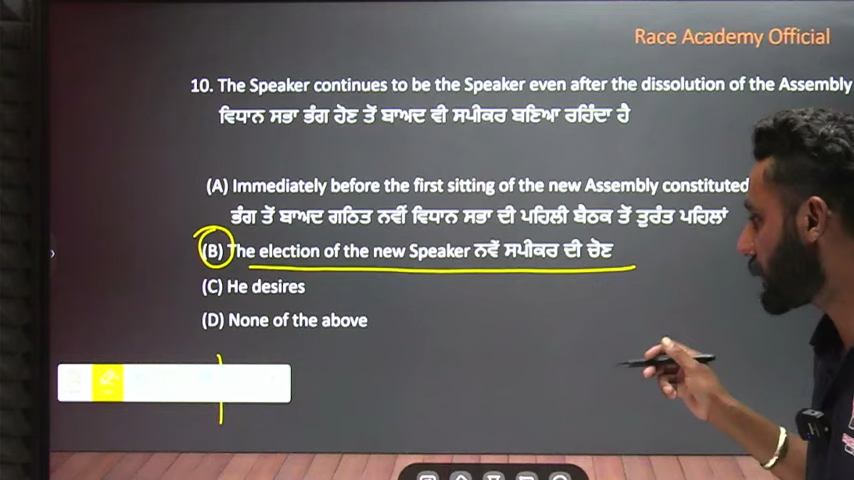 Race Academy Official
10. The Speaker continues to be the Speaker even after the dissolution of the Assembly
ਵਿਧਾਨ ਸਭਾ ਭੰਗ ਹੋਣ ਤੋਂ ਬਾਅਦ ਵੀ ਸਪੀਕਰ ਬਣਿਆ ਰਹਿੰਦਾ ਹੈ
(A) Immediately before the first sitting of the new Assembly constituted
ਭੰਗ ਤੋਂ ਬਾਅਦ ਗਠਿਤ ਨਵੀਂ ਵਿਧਾਨ ਸਭਾ ਦੀ ਪਹਿਲੀ ਬੈਠਕ ਤੋਂ ਤੁਰੰਤ ਪਹਿਲਾਂ
(B) The election of the new Speaker ਨਵੇਂ ਸਪੀਕਰ ਦੀ ਚੋਣ
(C) He desires
(D) None of the above